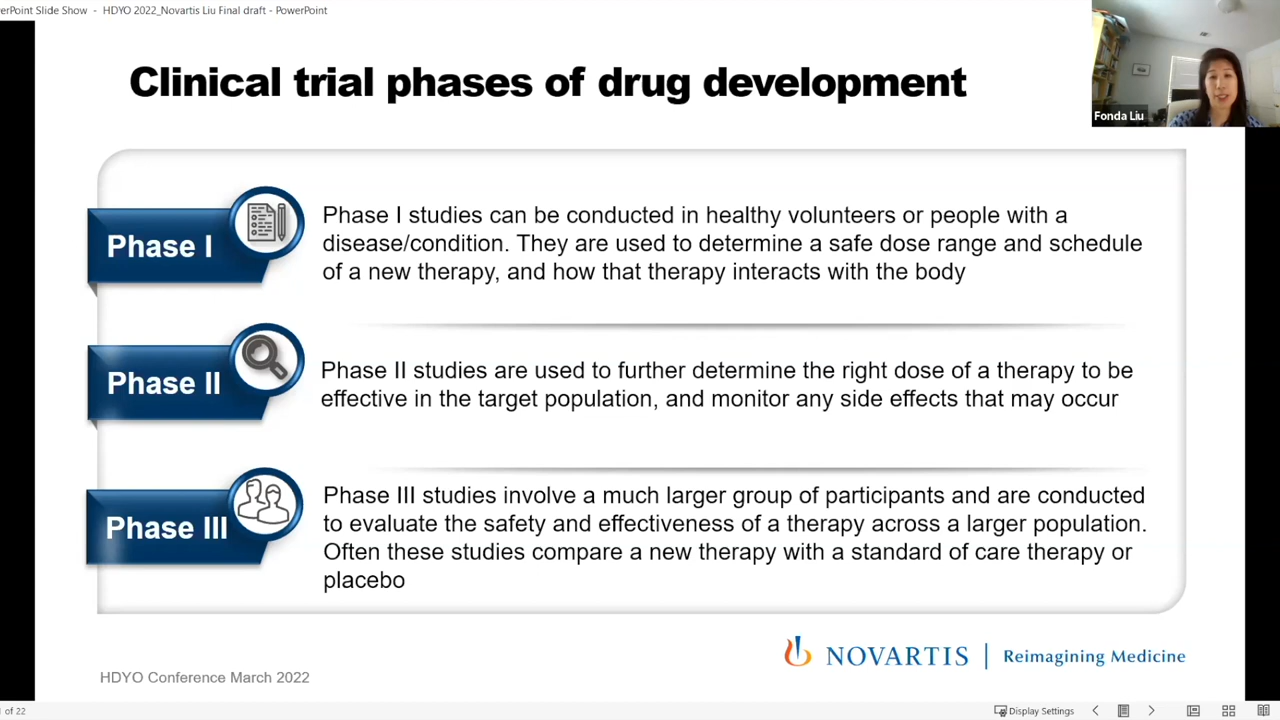 PowerPoint Slide Show - HDYO 2022_Novartis Liu Final draft - PowerPoint
Clinical trial phases of drug development
Fonda Liu
Phase I
Phase I studies can be conducted in healthy volunteers or people with a
disease/condition. They are used to determine a safe dose range and schedule
of a new therapy, and how that therapy interacts with the body
Phase II
Phase II studies are used to further determine the right dose of a therapy to be
effective in the target population, and monitor any side effects that may occur
Phase III
Phase III studies involve a much larger group of participants and are conducted
to evaluate the safety and effectiveness of a therapy across a larger population.
Often these studies compare a new therapy with a standard of care therapy or
placebo
NOVARTIS | Reimagining Medicine
HDYO Conference March 2022
of 22
Display Settings